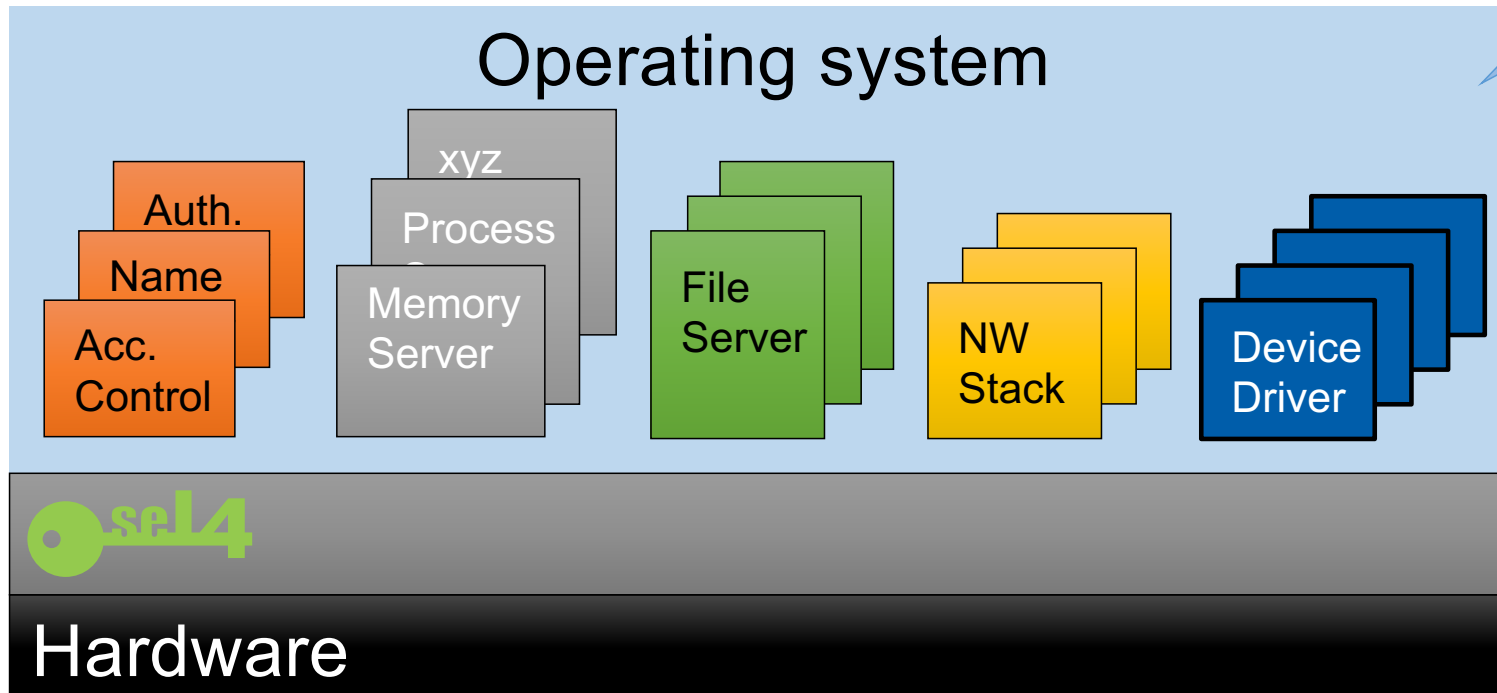 Operating system
Auth.
Name
Acc.
Control
xyz
Process
Memory
Server
File
Server
NW
Stack
Device
Driver
seL4
Hardware